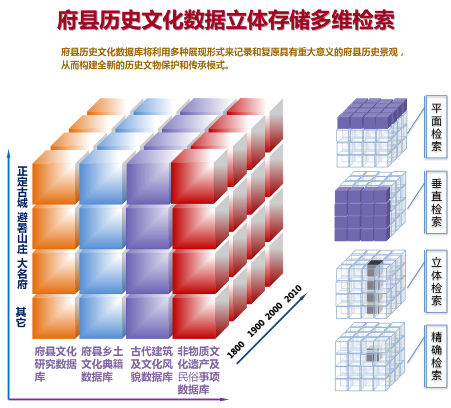 府县历史文化数据立体存储多维检索
府县历史文化数据库将利用多种展现形式来记录和复原具有重大意义的府县历史景观，
从而构建全新的历史文物保护和传承模式。
平面检索
垂直检索
立体检索
精确检索
正定古城
避暑山庄
大名府
其它
1800
1900
2000
2010
府县文化
研究数据
库
府县乡土
文化典籍
数据库
古代建筑
及文化风
貌数据库
非物质文
化遗产及
民俗事项
数据库